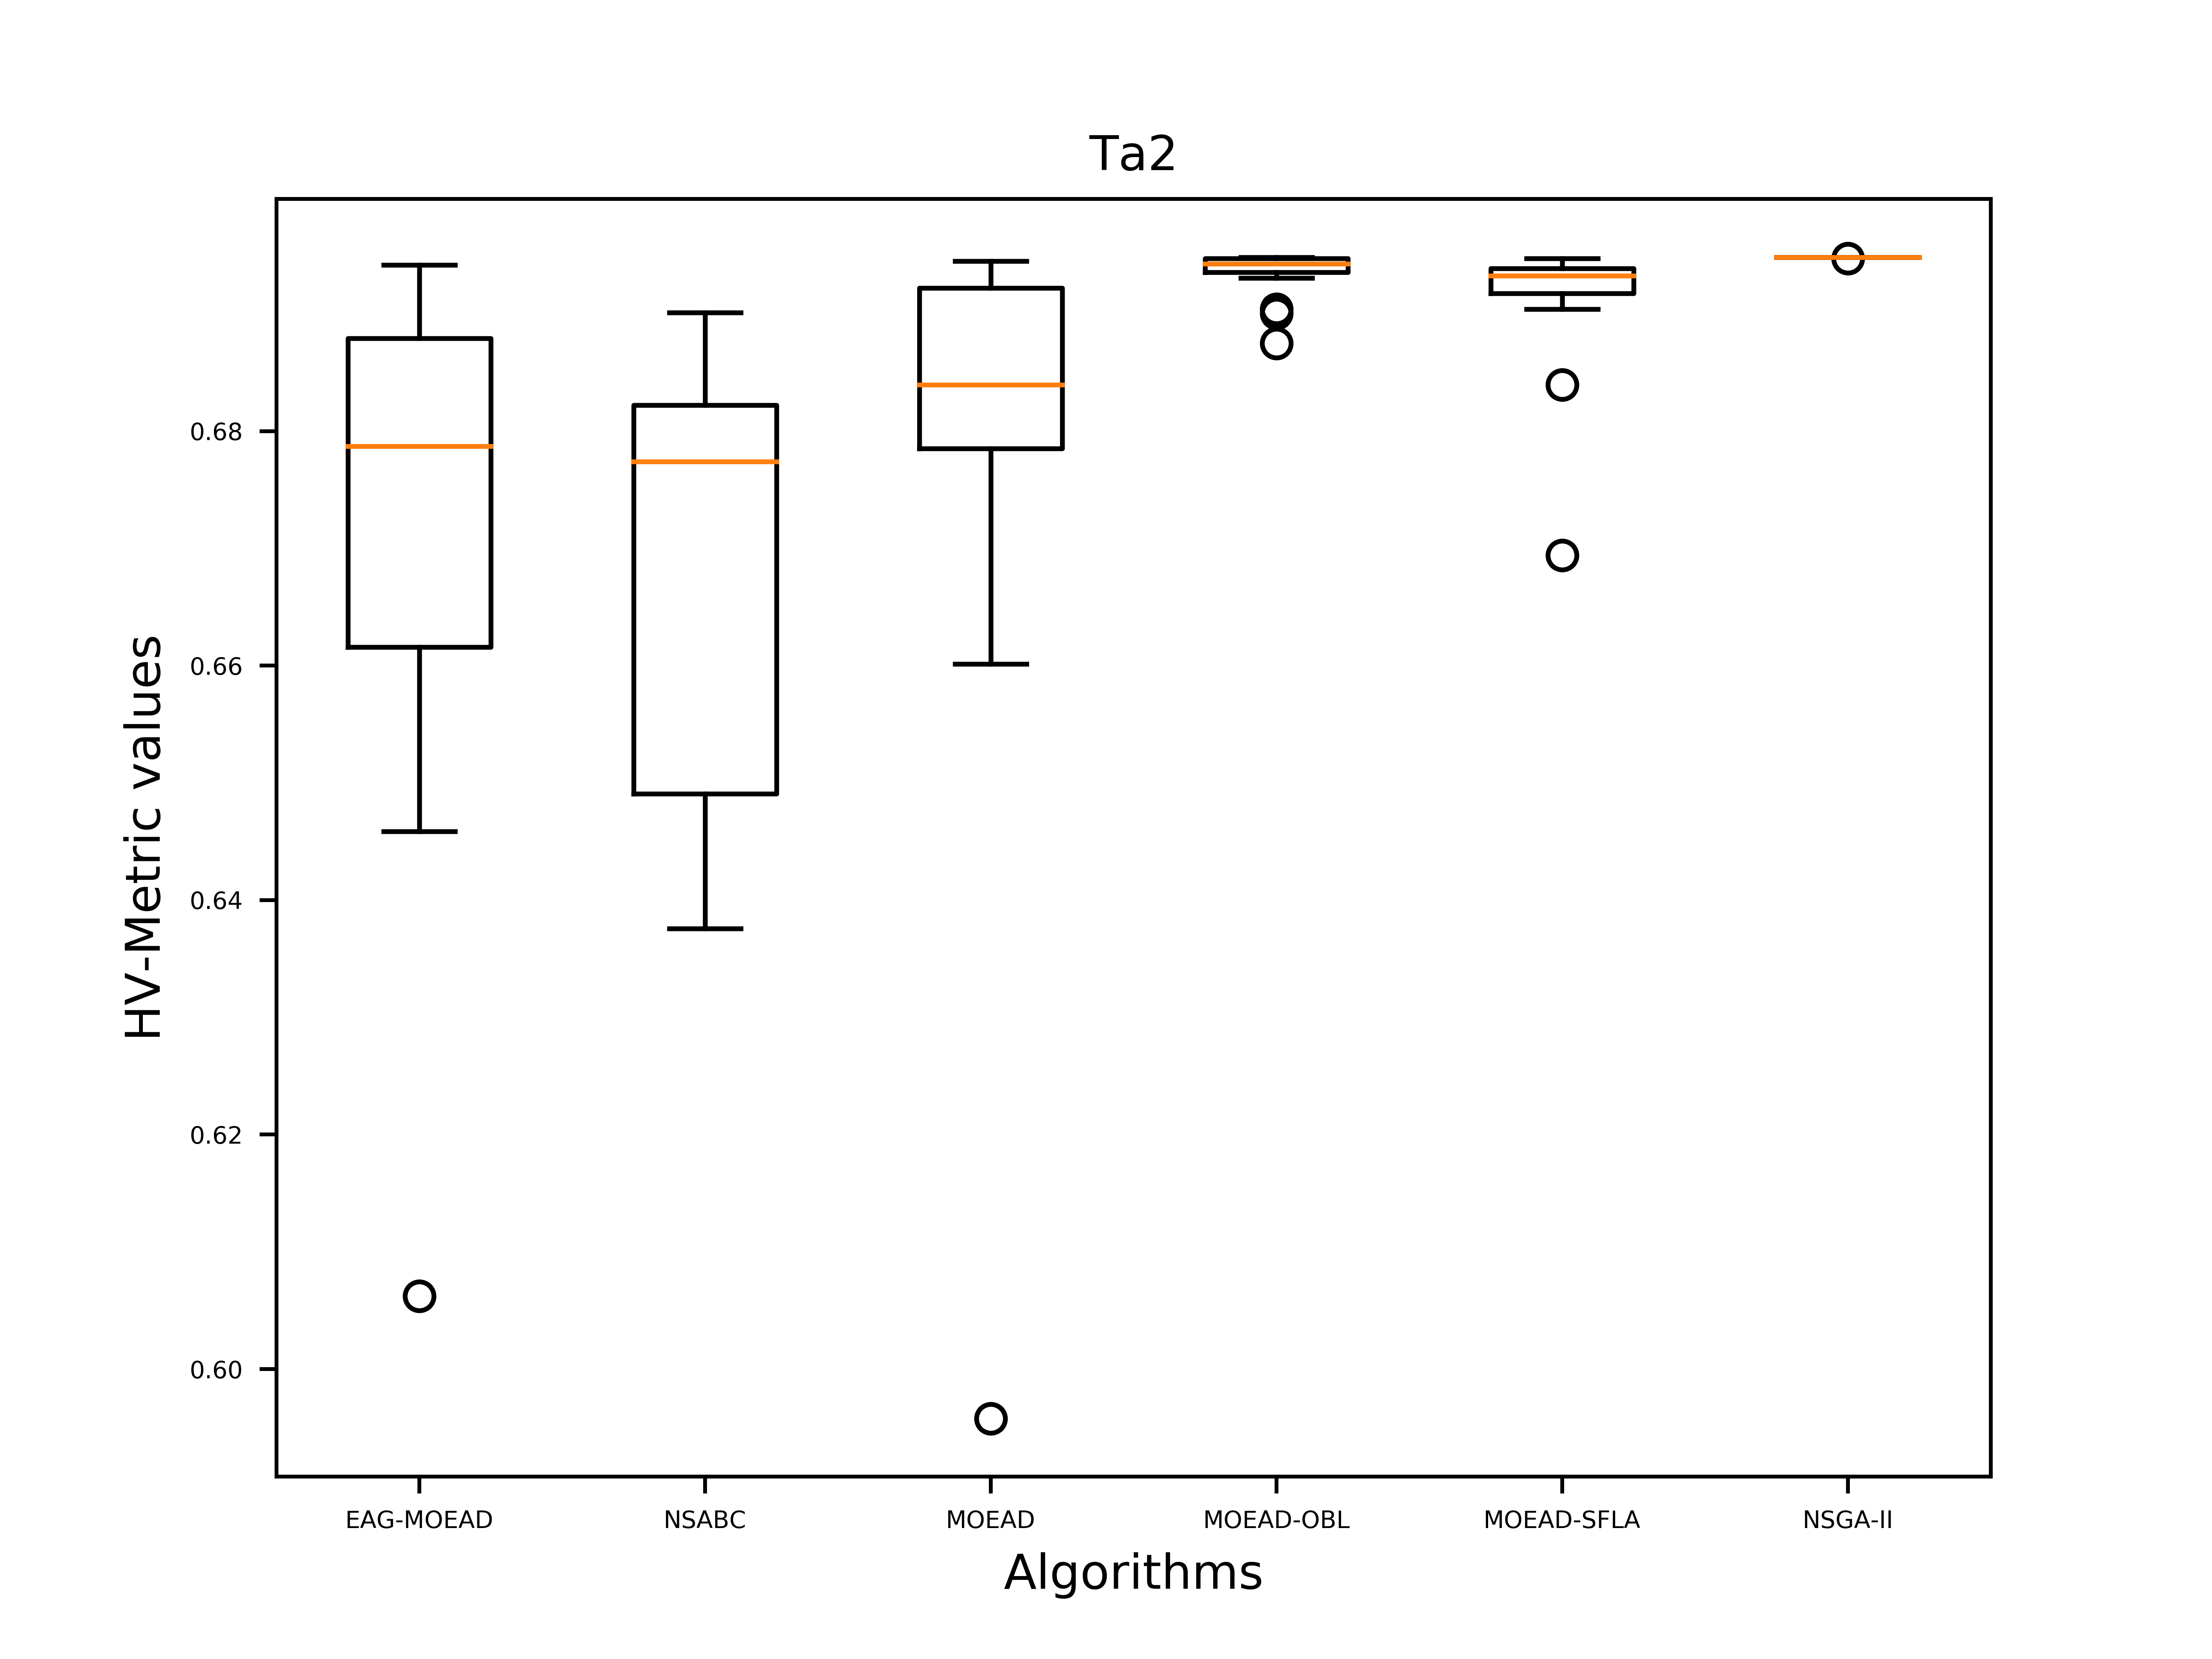 Ta2
HV-Metric values
0.68
0.66
0.64
0.62
0.60
EAG-MOEAD NSABC MOEAD MOEAD-OBL MOEAD-SFLA NSGA-II
Algorithms